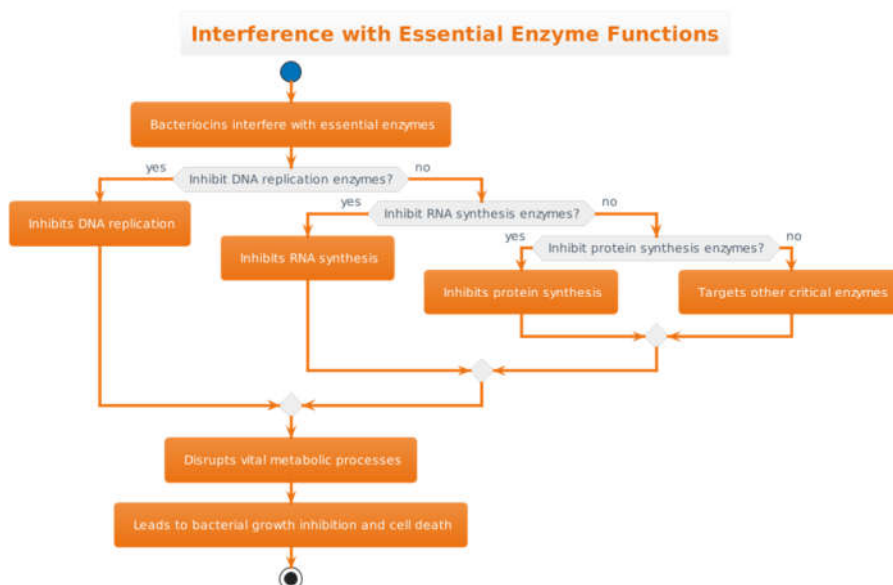 Interference with Essential Enzyme Functions
Bacteriocins interfere with essential enzymes
yes
Inhibit DNA replication enzymes?
no
Inhibits DNA replication
yes
Inhibit RNA synthesis enzymes?
no
Inhibits RNA synthesis
yes
Inhibit protein synthesis enzymes?
no
Inhibits protein synthesis
Targets other critical enzymes
Disrupts vital metabolic processes
Leads to bacterial growth inhibition and cell death